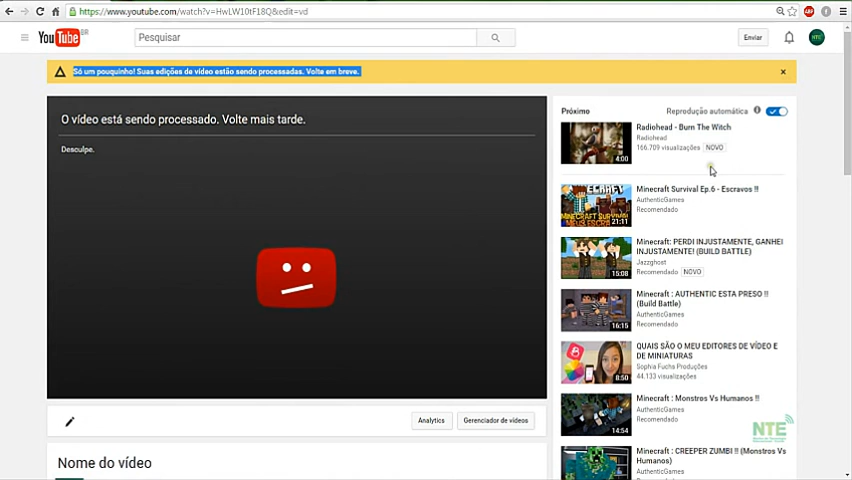 https://www.youtube.com/watch?v=HwLW10tF18Q&edit=vd
ABP
YouTube BR
Pesquisar
Enviar
NTE
Só um pouquinho! Suas edições de vídeo estão sendo processadas. Volte em breve.
O vídeo está sendo processado. Volte mais tarde.
Desculpe.
Próximo
Reprodução automática
Radiohead - Burn The Witch
Radiohead
166.709 visualizações NOVO
4:00
Minecraft Survival Ep.6 - Escravos !!
AuthenticGames
Recomendado
21:11
Minecraft: PERDI INJUSTAMENTE, GANHEI
INJUSTAMENTE! (BUILD BATTLE)
Jazzghost
Recomendado NOVO
15:08
Minecraft : AUTHENTIC ESTA PRESO !!
(Build Battle)
AuthenticGames
Recomendado
16:15
QUAIS SÃO O MEU EDITORES DE VÍDEO E
DE MINIATURAS
Sophia Fucha Produções
44.133 visualizações
8:50
Minecraft : Monstros Vs Humanos !!
AuthenticGames
Recomendado
14:54
NTE
Minecraft : CREEPER ZUMBI !! (Monstros Vs
Humanos)
AuthenticGames
Analytics
Gerenciador de vídeos
Nome do vídeo